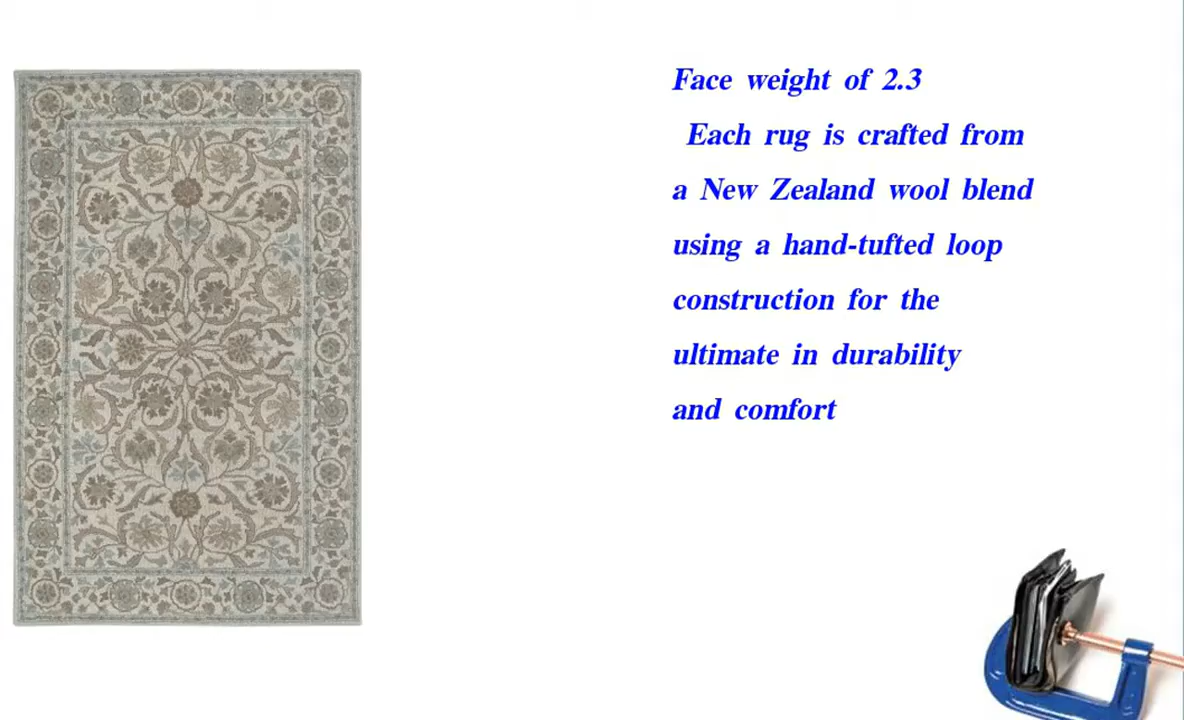 Face weight of 2.3
Each rug is crafted from
a New Zealand wool blend
using a hand-tufted loop
construction for the
ultimate in durability
and comfort